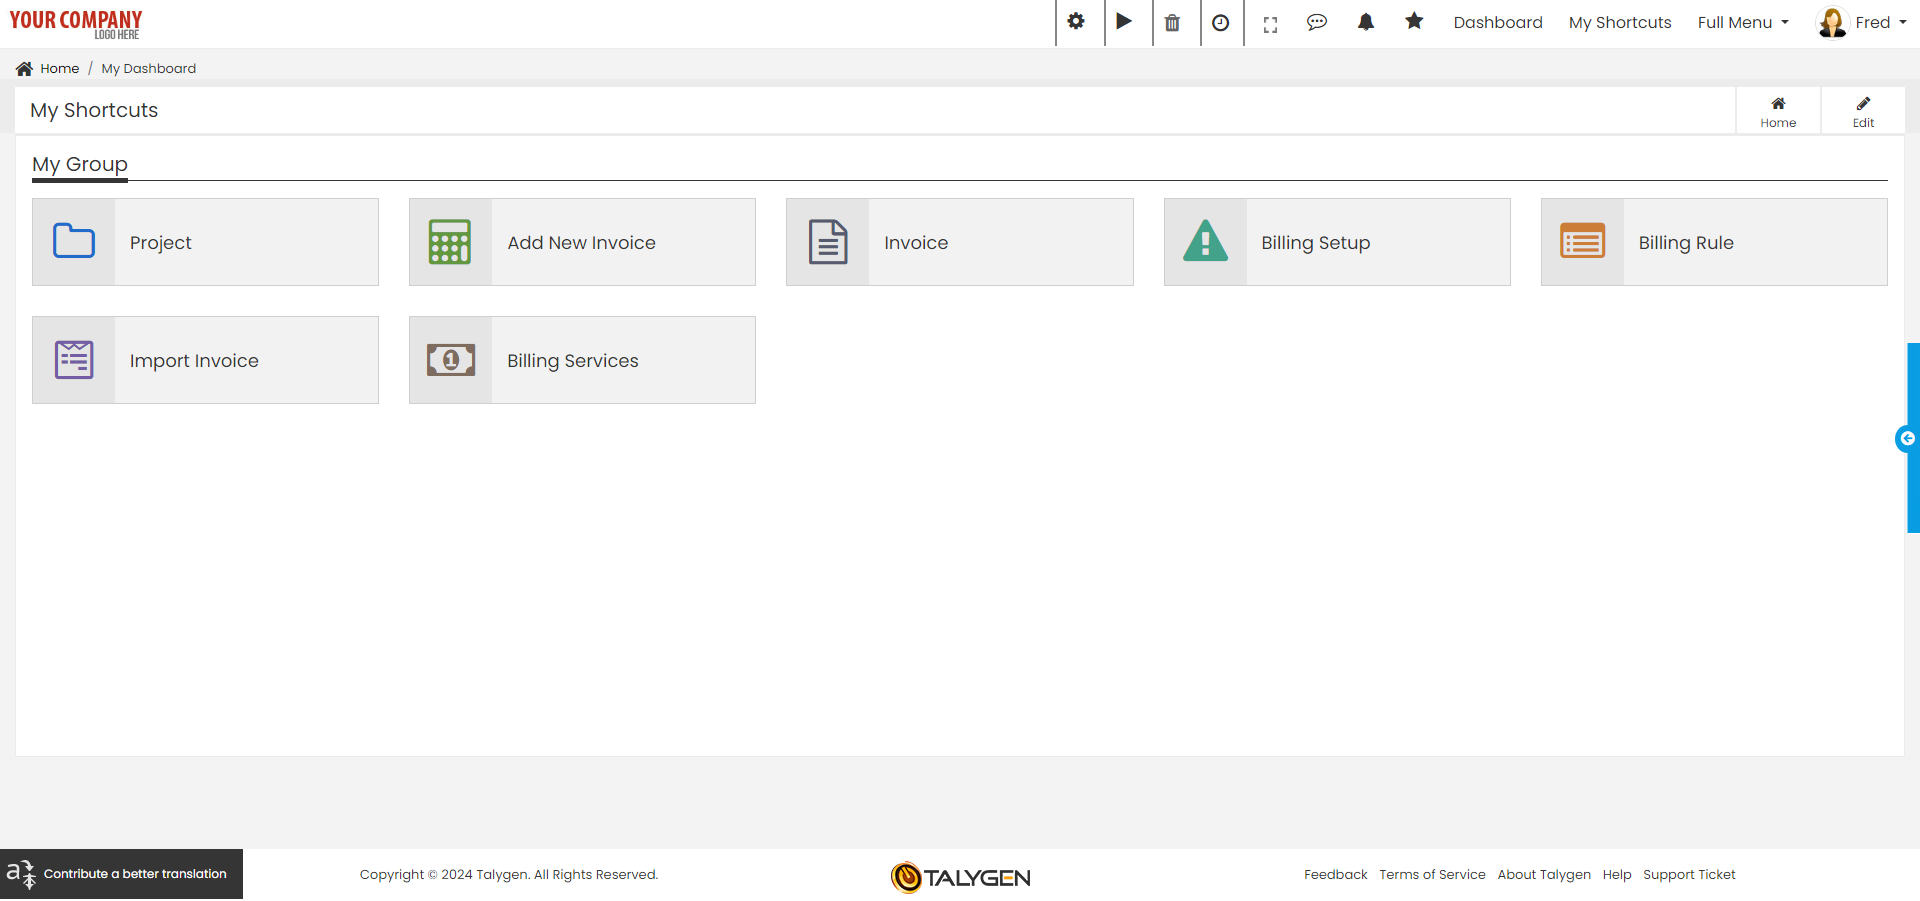 YOUR COMPANY
LOGO HERE
Dashboard
My Shortcuts
Full Menu
Fred
Home / My Dashboard
My Shortcuts
Home
Edit
My Group
Project
Add New Invoice
Invoice
Billing Setup
Billing Rule
Import Invoice
1
Billing Services
a
Contribute a better translation
Copyright © 2024 Talygen. All Rights Reserved.
TALYGEN
Feedback
Terms of Service
About Talygen
Help
Support Ticket